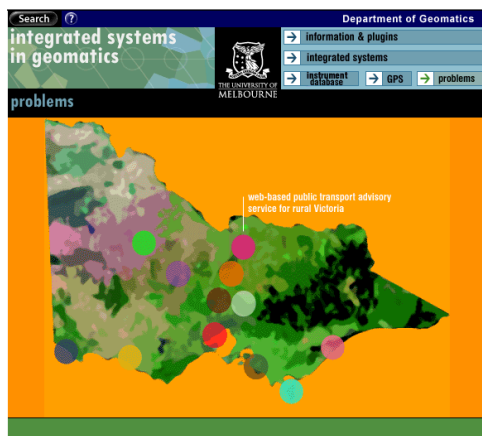 Search ?
Department of Geomatics
integrated systems
in geomatics
THE UNIVERSITY OF
MELBOURNE
information & plugins
integrated systems
instrument
database
GPS
problems
problems
web-based public transport advisory
service for rural Victoria